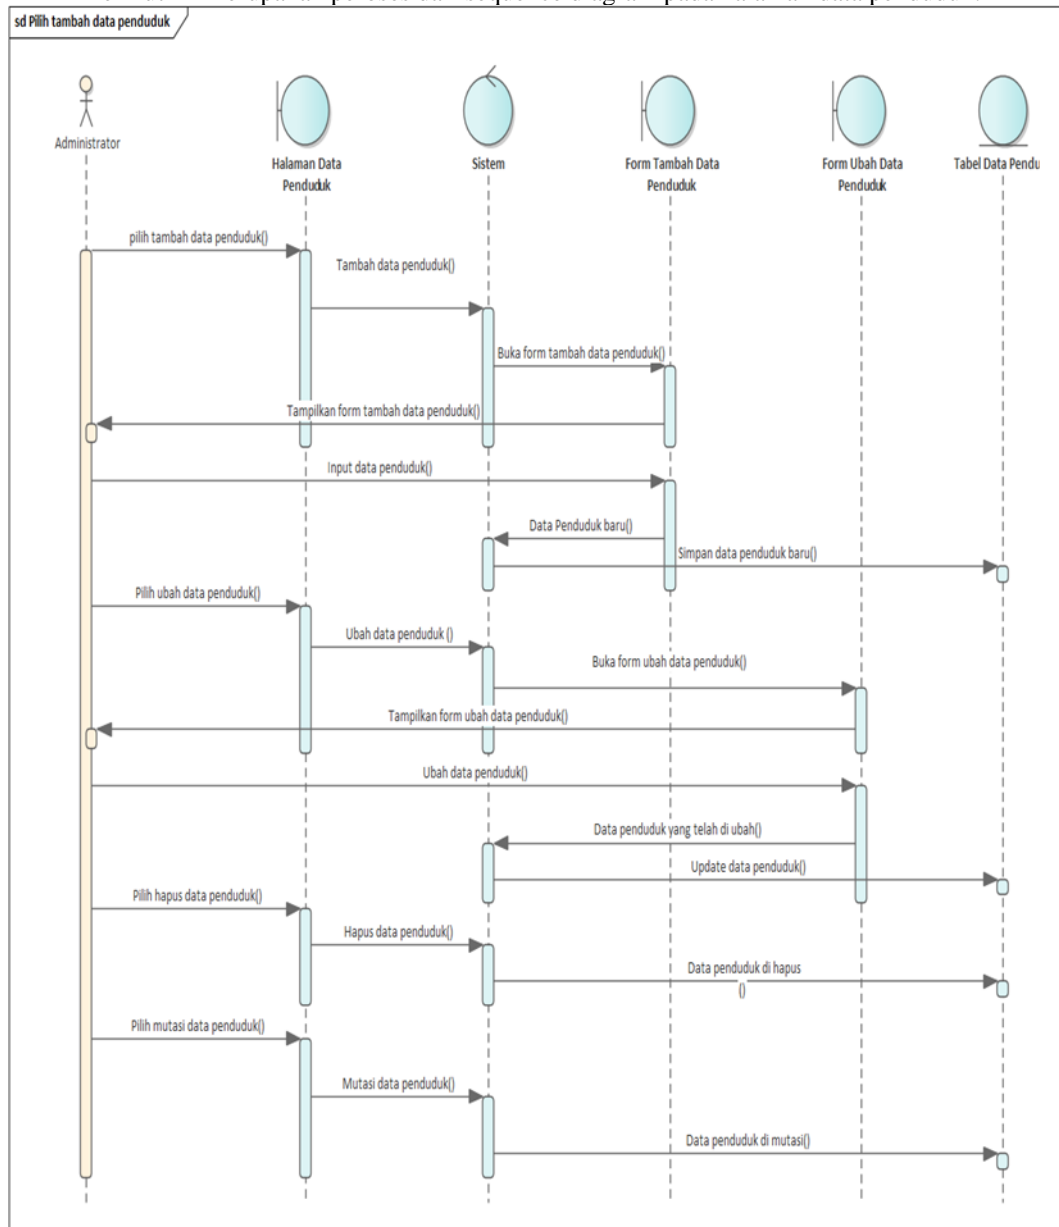 sd Pilih tambah data penduduk
Administrator
Halaman Data
Penduduk
Sistem
Form Tambah Data
Penduduk
Form Ubah Data
Penduduk
Tabel Data Pendu
pilih tambah data penduduk()
Tambah data penduduk()
Buka form tambah data penduduk()
Tampilkan form tambah data penduduk()
Input data penduduk()
Data Penduduk baru()
Simpan data penduduk baru()
Pilih ubah data penduduk()
Ubah data penduduk ()
Buka form ubah data penduduk()
Tampilkan form ubah data penduduk()
Ubah data penduduk()
Data penduduk yang telah di ubah()
Update data penduduk()
Pilih hapus data penduduk()
Hapus data penduduk()
Data penduduk di hapus
()
Pilih mutasi data penduduk()
Mutasi data penduduk()
Data penduduk di mutasi()